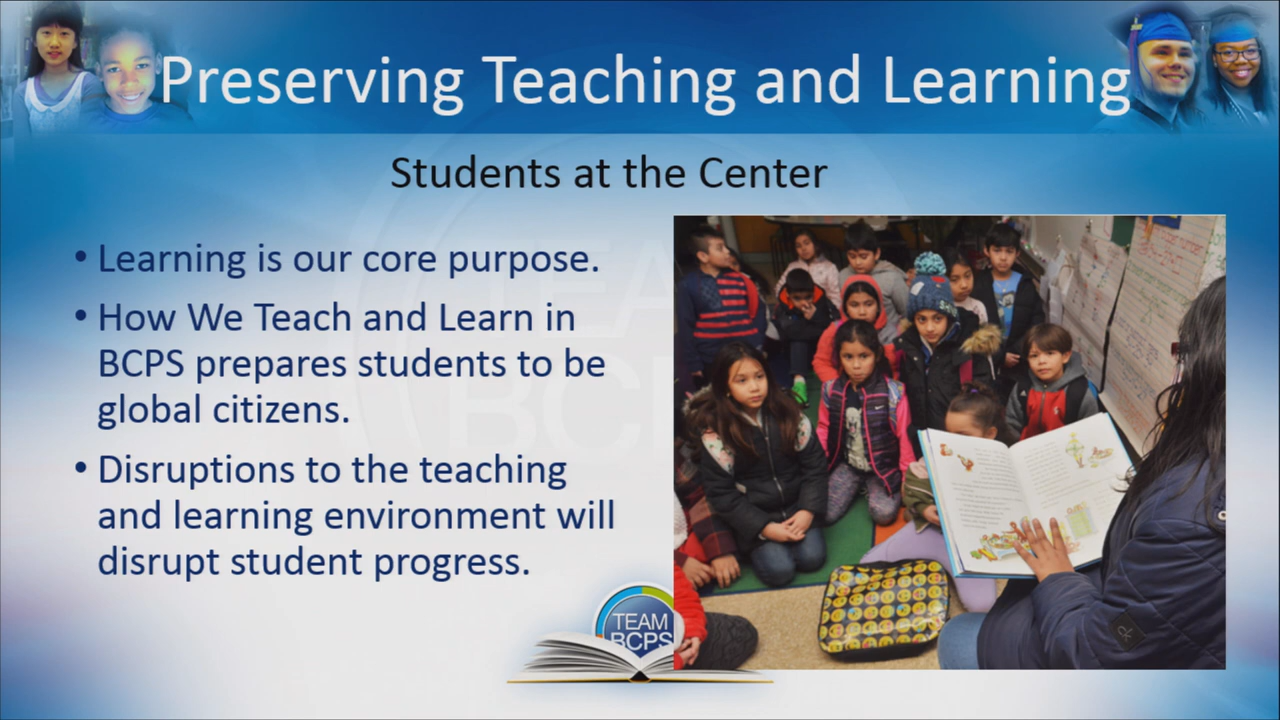 Preserving Teaching and Learning
Students at the Center
• Learning is our core purpose.
• How We Teach and Learn in
BCPS prepares students to be
global citizens.
• Disruptions to the teaching
and learning environment will
disrupt student progress.
TEAM
BCPS